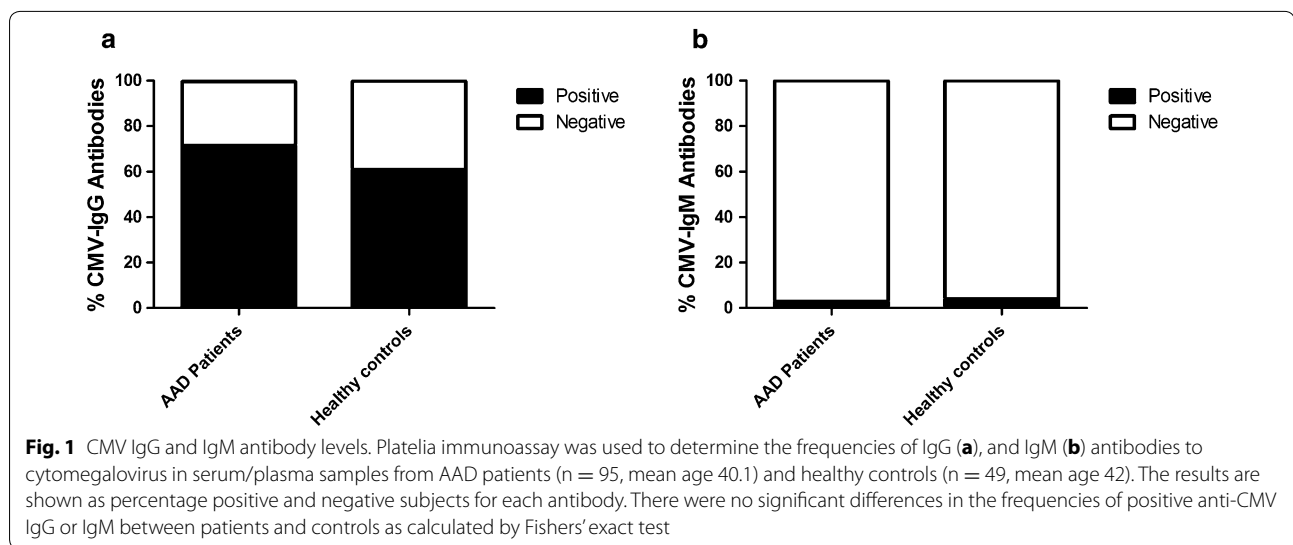 a
100
80
60
40
20
0
% CMV-IgG Antibodies
AAD Patients
Healthy controls
Positive
Negative
b
100
80
60
40
20
0
% CMV-IgM Antibodies
AAD Patients
Healthy controls
Positive
Negative
Fig. 1 CMV IgG and IgM antibody levels. Platelia immunoassay was used to determine the frequencies of IgG (a), and IgM (b) antibodies to
cytomegalovirus in serum/plasma samples from AAD patients (n = 95, mean age 40.1) and healthy controls (n = 49, mean age 42). The results are
shown as percentage positive and negative subjects for each antibody. There were no significant differences in the frequencies of positive anti-CMV
IgG or IgM between patients and controls as calculated by Fishers’ exact test